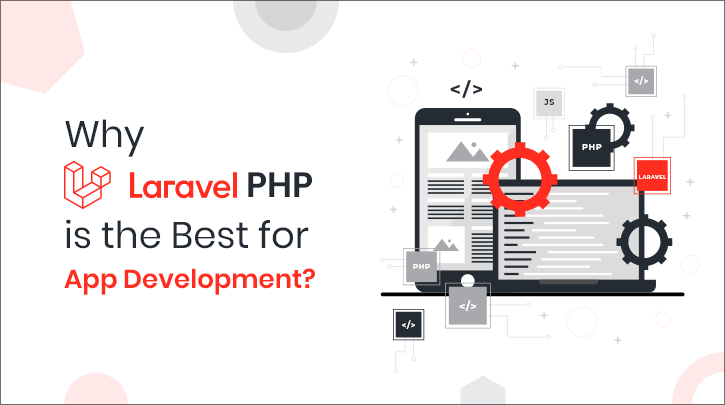 Why
Laravel PHP
is the Best for
App Development?
</>
JS
</>
PHP
LARAVEL
PHP
</>
</>